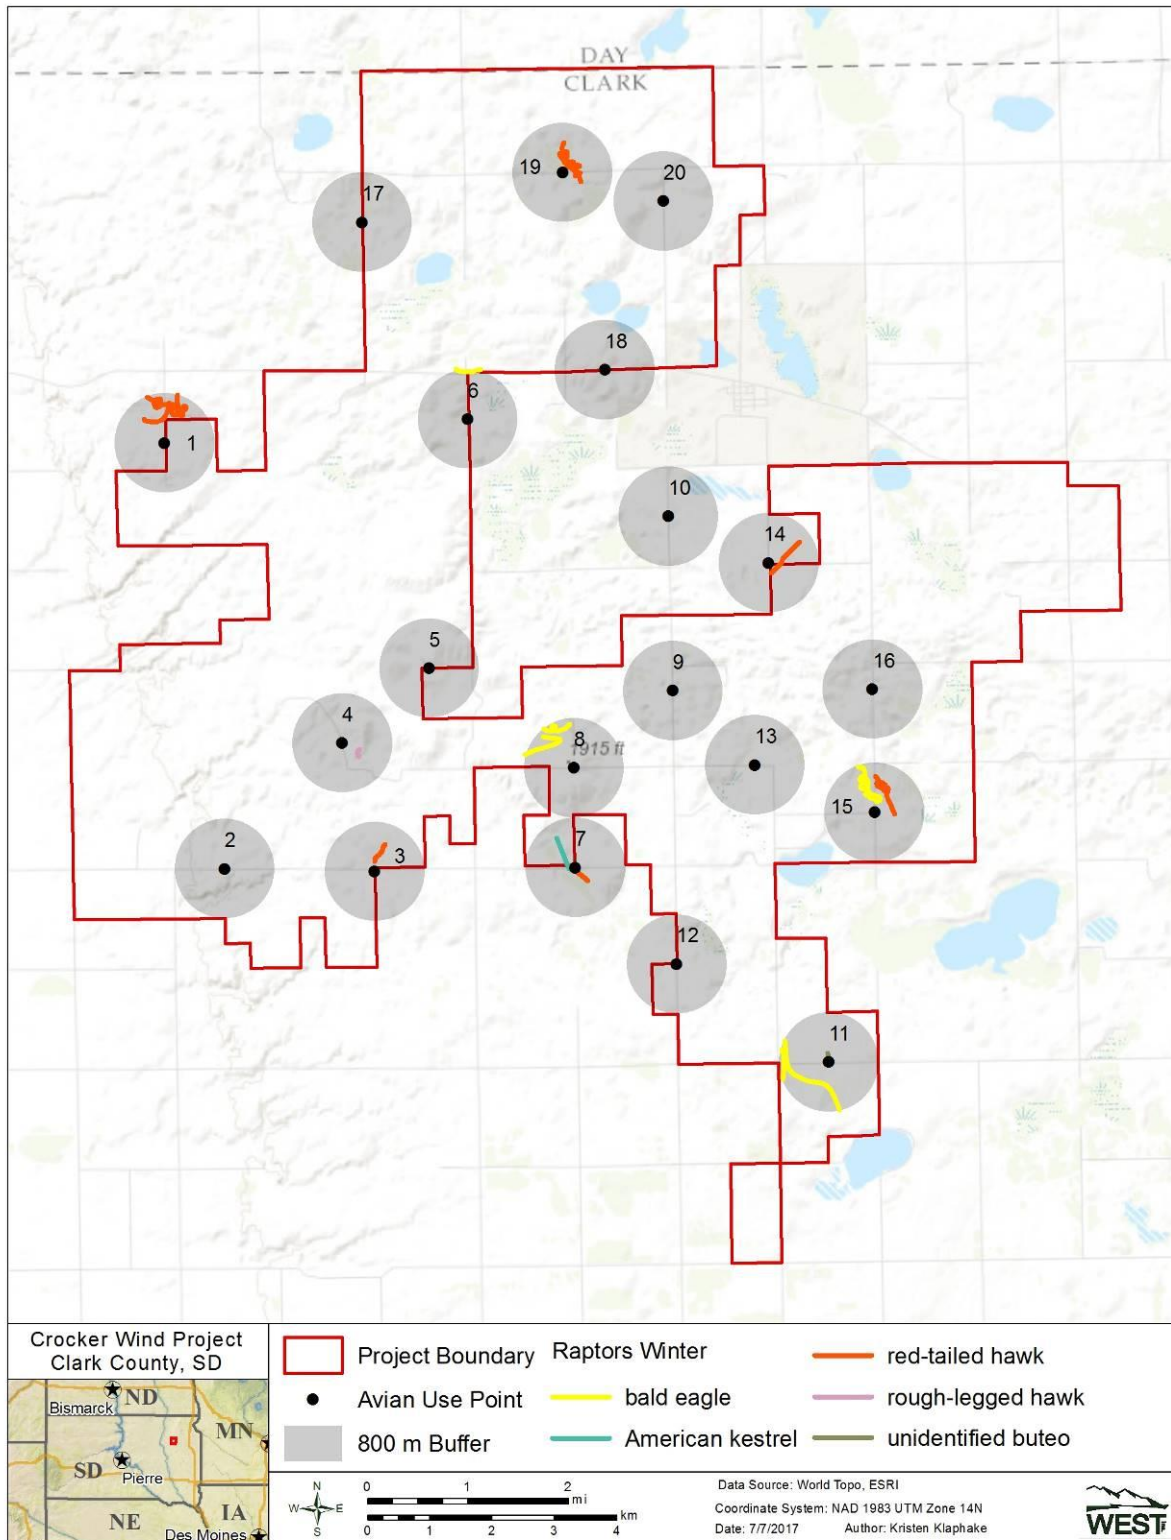 DAY
CLARK
19
20
17
18
6
1
10
14
5
9
16
4
8
1915 ft
13
15
2
3
7
12
11
Crocker Wind Project
Clark County, SD
ND
Bismarck
MN
SD
Pierre
IA
NE
Des Moines
Project Boundary
Avian Use Point
800 m Buffer
Raptors Winter
bald eagle
American kestrel
red-tailed hawk
rough-legged hawk
unidentified buteo
N
W E
S
0 1 2
mi
km
0 1 2 3 4
Data Source: World Topo, ESRI
Coordinate System: NAD 1983 UTM Zone 14N
Date: 7/7/2017 Author: Kristen Klaphake
WEST